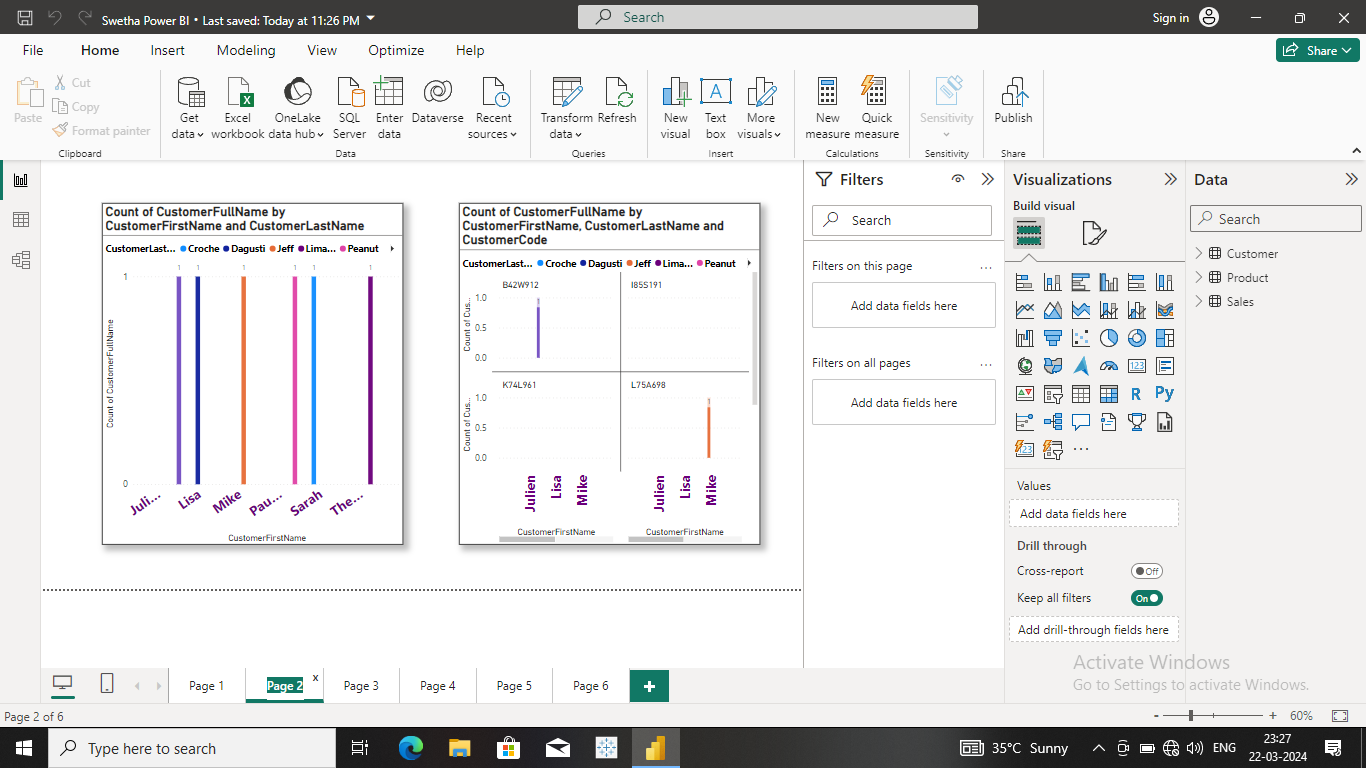 Swetha Power BI • Last saved: Today at 11:26 PM
Search
Sign in
File
Home
Insert
Modeling
View
Optimize
Help
Share
Paste
Cut
Copy
Format painter
Clipboard
Get data
Excel workbook
OneLake data hub
SQL Server
Enter data
Dataverse
Recent sources
Data
Transform data
Refresh
Queries
New visual
Text box
More visuals
Insert
New measure
Quick measure
Calculations
Sensitivity
Sensitivity
Publish
Share
Count of CustomerFullName by
CustomerFirstName and CustomerLastName
CustomerLast... Croche Dagusti Jeff Lima... Peanut
1 1 1 1 1 1
1
0
Count of CustomerFullName
Juli... Lisa Mike Pau... Sarah The...
CustomerFirstName
Count of CustomerFullName by
CustomerFirstName, CustomerLastName and
CustomerCode
CustomerLast... Croche Dagusti Jeff Lima... Peanut
B42W912
I85S191
1.0
0.5
0.0
Count of Cus...
1
K74L961
L75A698
1.0
0.5
0.0
Count of Cus...
1
Julien Lisa Mike
Julien Lisa Mike
CustomerFirstName
CustomerFirstName
Filters
Search
Filters on this page ...
Add data fields here
Filters on all pages ...
Add data fields here
Visualizations
Build visual
123
R
Py
123
...
Values
Add data fields here
Drill through
Cross-report Off
Keep all filters On
Add drill-through fields here
Data
Search
Customer
Product
Sales
Activate Windows
Go to Settings to activate Windows.
Page 1
Page 2 x
Page 3
Page 4
Page 5
Page 6
+
Page 2 of 6
- + 60%
Type here to search
35°C Sunny
ENG
23:27
22-03-2024